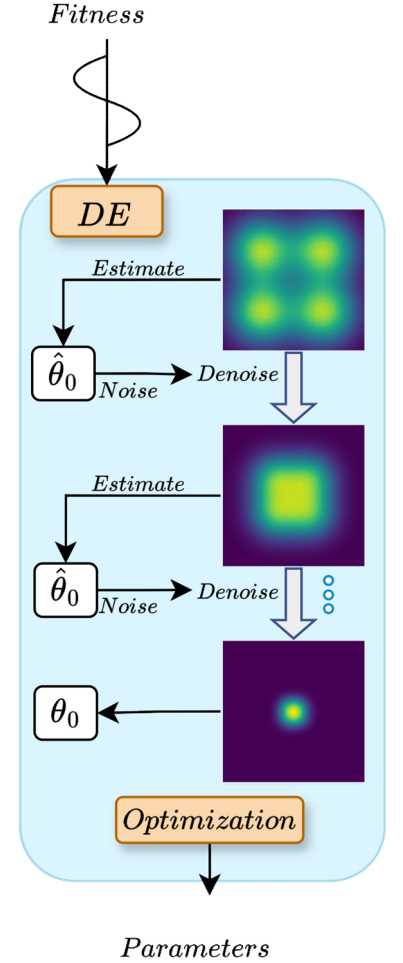 Fitness
DE
Estimate
θ̂₀
Noise
Denoise
Estimate
θ̂₀
Noise
Denoise
θ₀
Optimization
Parameters